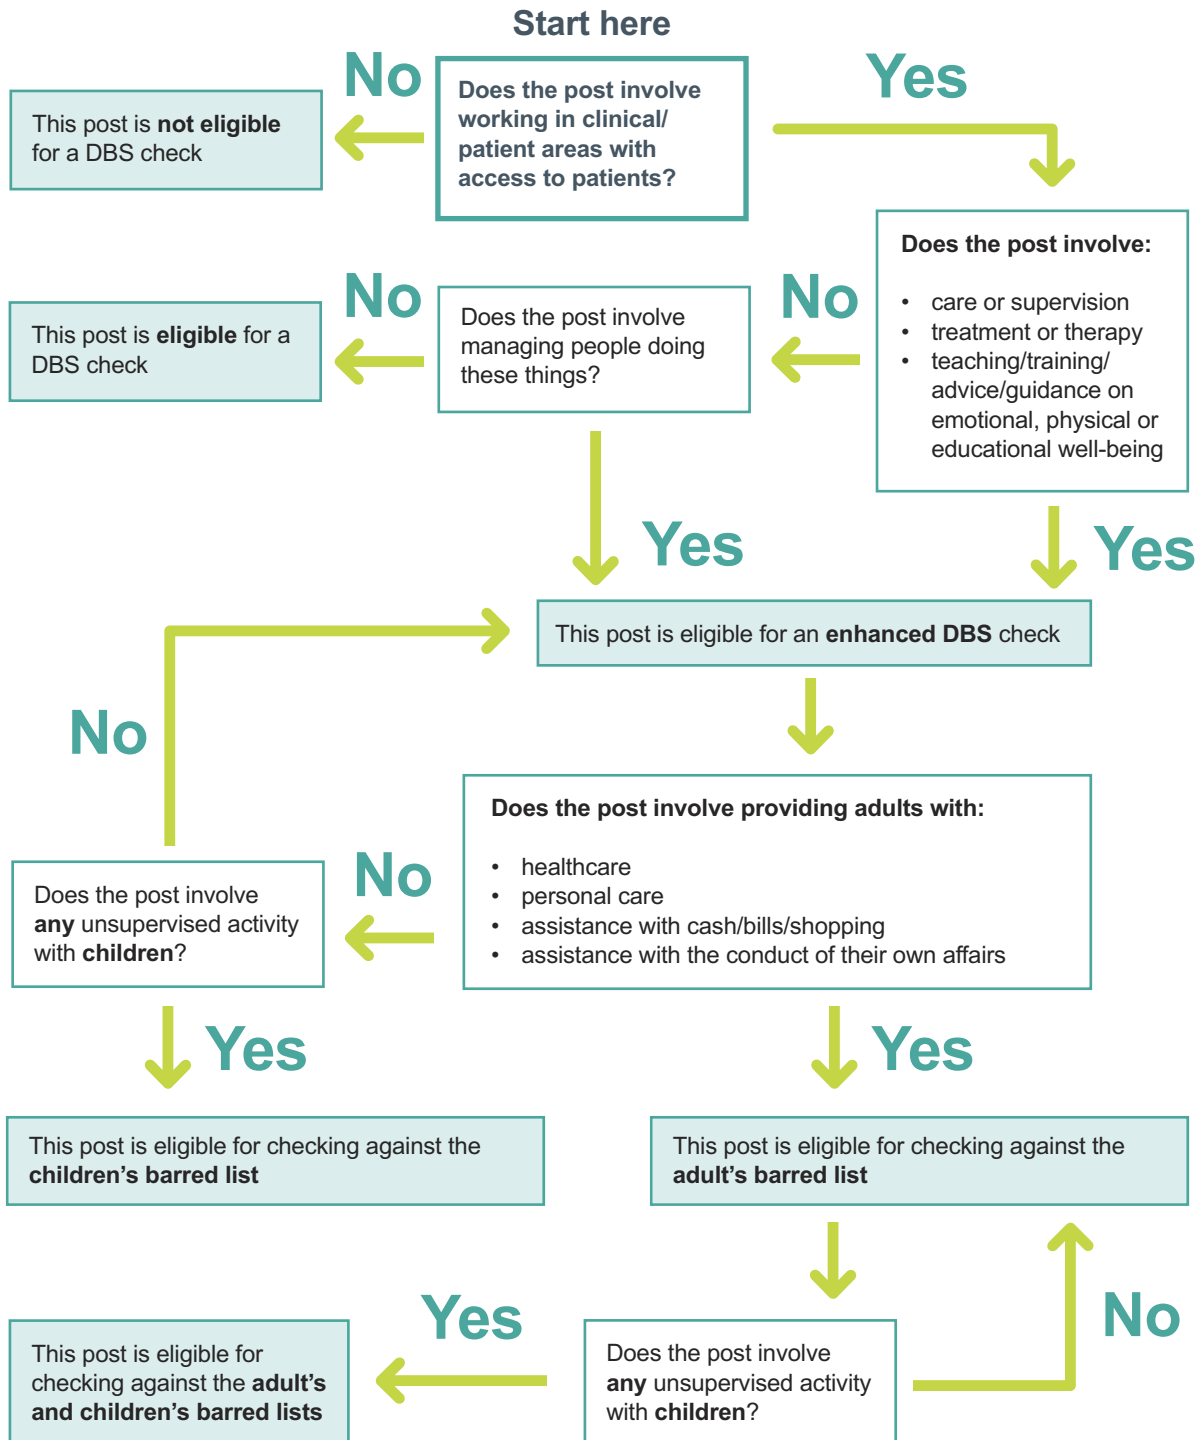 Start here
No
Yes
Does the post involve
working in clinical/
patient areas with
access to patients?
This post is not eligible
for a DBS check
Does the post involve:
• care or supervision
• treatment or therapy
• teaching/training/
advice/guidance on
emotional, physical or
educational well-being
No
No
Does the post involve
managing people doing
these things?
This post is eligible for a
DBS check
Yes
Yes
This post is eligible for an enhanced DBS check
No
Does the post involve providing adults with:
• healthcare
• personal care
• assistance with cash/bills/shopping
• assistance with the conduct of their own affairs
No
Does the post involve
any unsupervised activity
with children?
Yes
Yes
This post is eligible for checking against the
children’s barred list
This post is eligible for checking against the
adult’s barred list
Yes
No
Does the post involve
any unsupervised activity
with children?
This post is eligible for
checking against the adult’s
and children’s barred lists